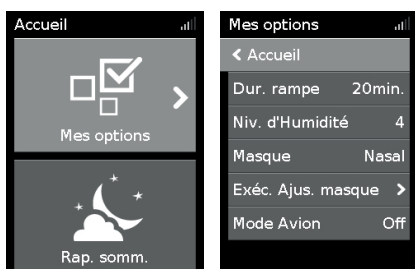 Accueil
Mes options
Rap. somm.
Mes options
Accueil
Dur. rampe 20min.
Niv. d'Humidité 4
Masque Nasal
Exéc. Ajus. masque
Mode Avion Off